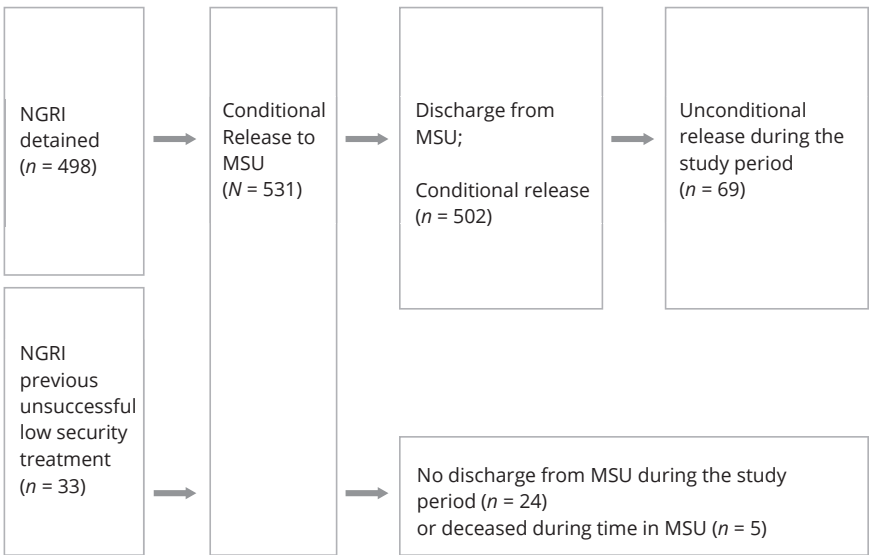 NGRI
detained
(n = 498)
Conditional
Release to
MSU
(N = 531)
Discharge from
MSU;
Conditional release
(n = 502)
Unconditional
release during the
study period
(n = 69)
NGRI
previous
unsuccessful
low security
treatment
(n = 33)
No discharge from MSU during the study
period (n = 24)
or deceased during time in MSU (n = 5)